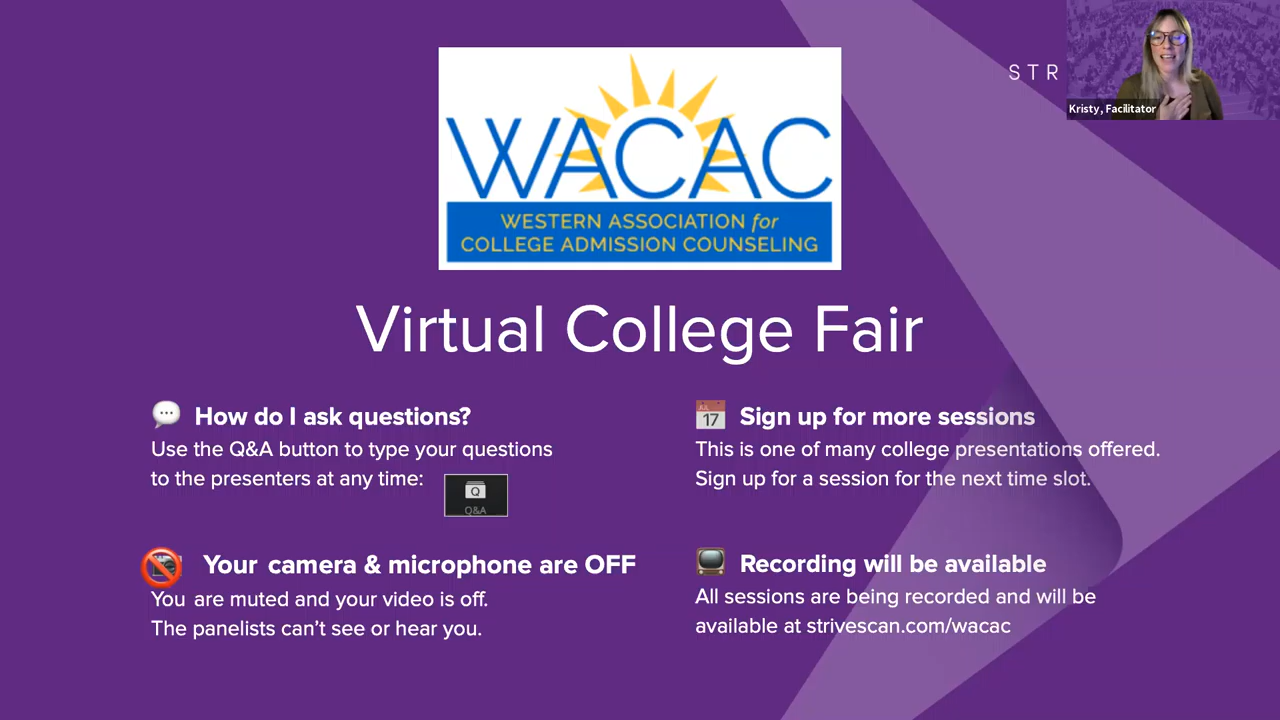 STR
Kristy, Facilitator
WACAC
WESTERN ASSOCIATION for
COLLEGE ADMISSION COUNSELING
Virtual College Fair
How do I ask questions?
Use the Q&A button to type your questions
to the presenters at any time:
Q
Q&A
JUL
17
Sign up for more sessions
This is one of many college presentations offered.
Sign up for a session for the next time slot.
Your camera & microphone are OFF
You are muted and your video is off.
The panelists can’t see or hear you.
Recording will be available
All sessions are being recorded and will be
available at strivescan.com/wacac